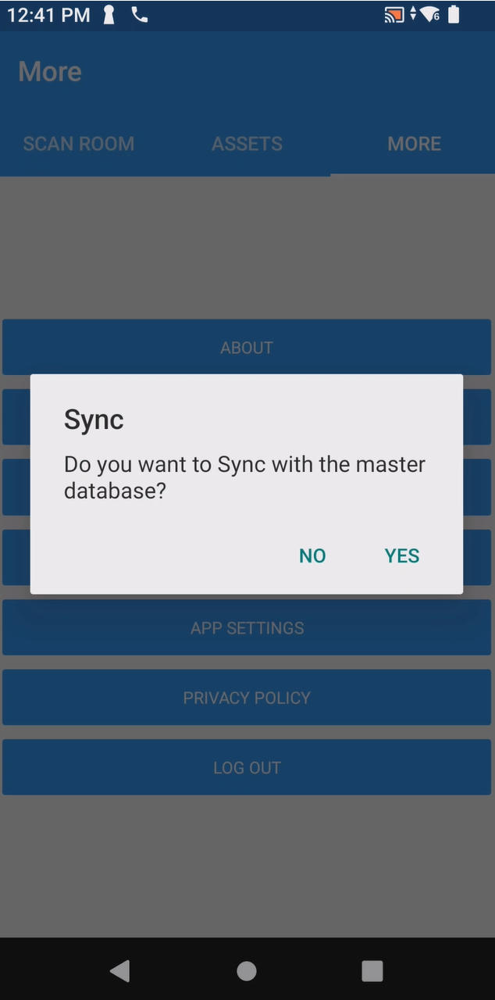 12:41 PM
6
More
SCAN ROOM ASSETS MORE
ABOUT
Sync
Do you want to Sync with the master
database?
NO YES
APP SETTINGS
PRIVACY POLICY
LOG OUT